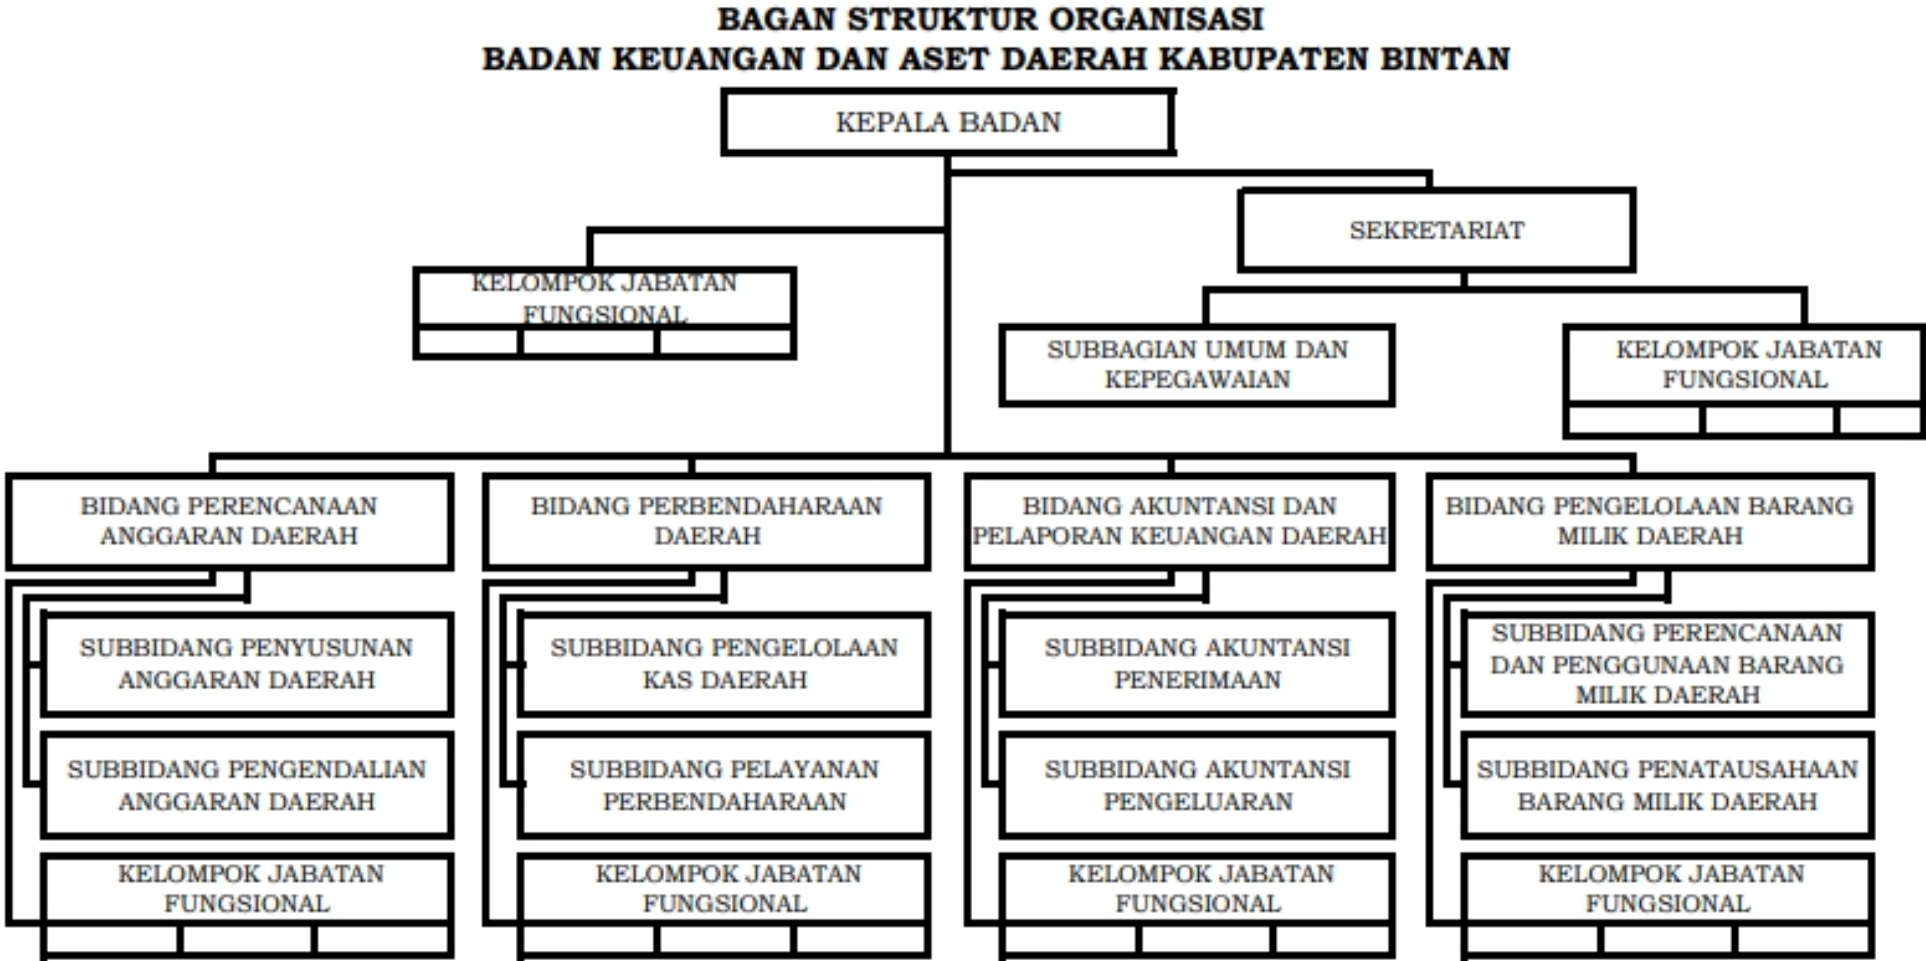 BAGAN STRUKTUR ORGANISASI
BADAN KEUANGAN DAN ASET DAERAH KABUPATEN BINTAN
KEPALA BADAN
SEKRETARIAT
KELOMPOK JABATAN
FUNGSIONAL
SUBBAGIAN UMUM DAN
KEPEGAWAIAN
KELOMPOK JABATAN
FUNGSIONAL
BIDANG PERENCANAAN
ANGGARAN DAERAH
BIDANG PERBENDAHARAAN
DAERAH
BIDANG AKUNTANSI DAN
PELAPORAN KEUANGAN DAERAH
BIDANG PENGELOLAAN BARANG
MILIK DAERAH
SUBBIDANG PENYUSUNAN
ANGGARAN DAERAH
SUBBIDANG PENGELOLAAN
KAS DAERAH
SUBBIDANG AKUNTANSI
PENERIMAAN
SUBBIDANG PERENCANAAN
DAN PENGGUNAAN BARANG
MILIK DAERAH
SUBBIDANG PENGENDALIAN
ANGGARAN DAERAH
SUBBIDANG PELAYANAN
PERBENDAHARAAN
SUBBIDANG AKUNTANSI
PENGELUARAN
SUBBIDANG PENATAUSAHAAN
BARANG MILIK DAERAH
KELOMPOK JABATAN
FUNGSIONAL
KELOMPOK JABATAN
FUNGSIONAL
KELOMPOK JABATAN
FUNGSIONAL
KELOMPOK JABATAN
FUNGSIONAL